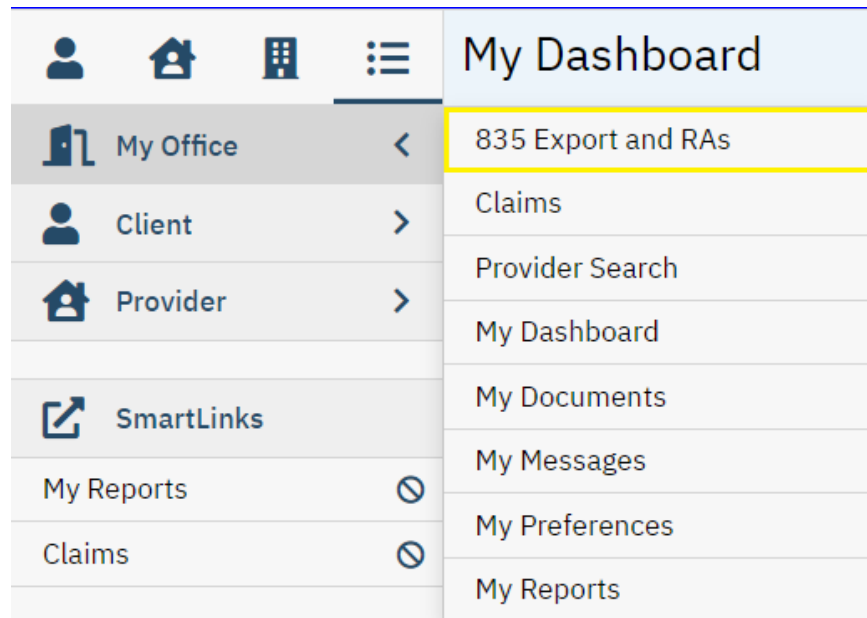 My Office
Client
Provider
SmartLinks
My Reports
Claims
My Dashboard
835 Export and RAs
Claims
Provider Search
My Dashboard
My Documents
My Messages
My Preferences
My Reports